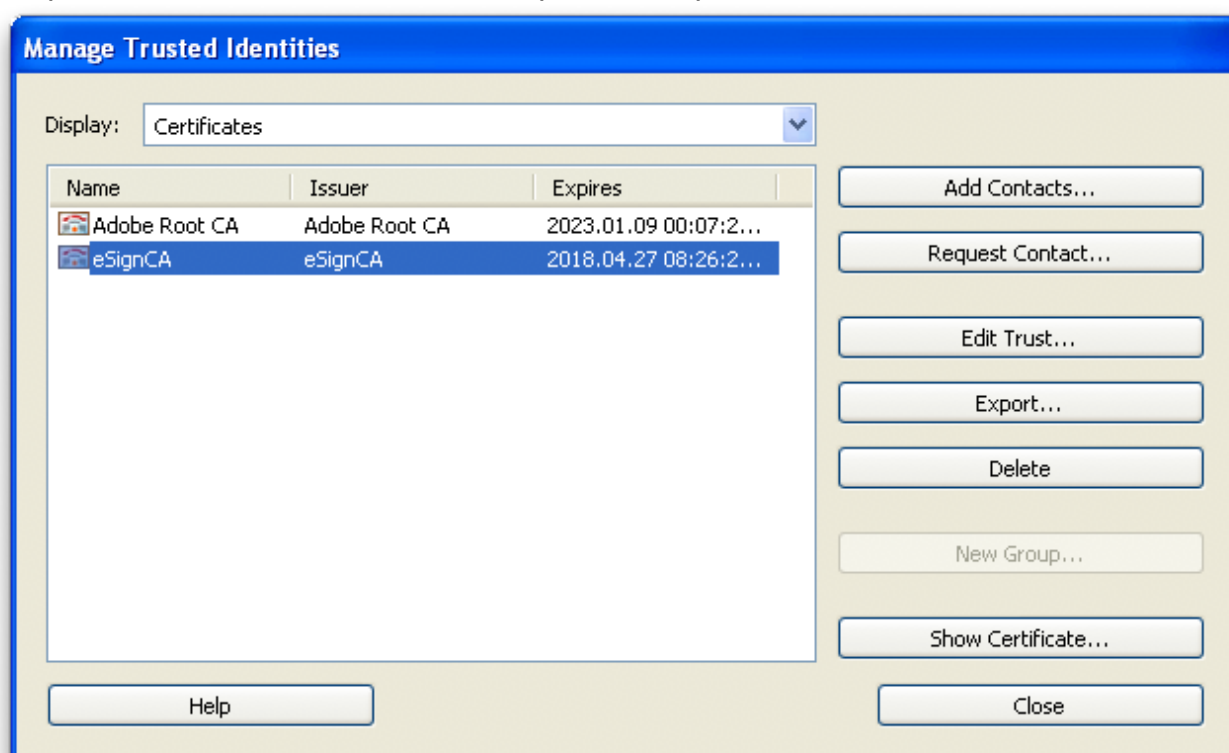 Manage Trusted Identities
Display: Certificates
Name Issuer Expires
Adobe Root CA Adobe Root CA 2023.01.09 00:07:2...
eSignCA eSignCA 2018.04.27 08:26:2...
Add Contacts...
Request Contact...
Edit Trust...
Export...
Delete
New Group...
Show Certificate...
Help
Close